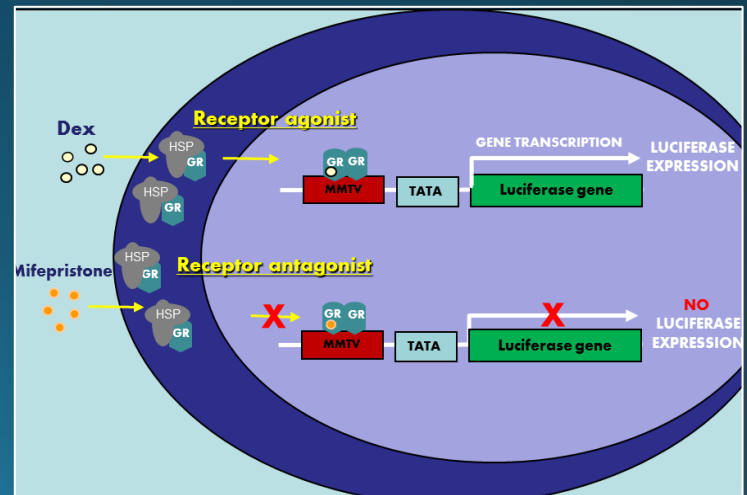 Dex
Receptor agonist
HSP
GR
HSP
GR
GR GR
MMTV
TATA
GENE TRANSCRIPTION
Luciferase gene
LUCIFERASE
EXPRESSION
Mifepristone
Receptor antagonist
HSP
GR
HSP
GR
X
GR GR
MMTV
TATA
X
Luciferase gene
NO
LUCIFERASE
EXPRESSION